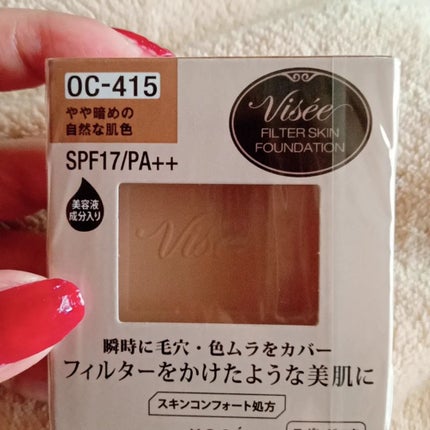 OC-415
やや暗めの
自然な肌色
Visée
FILTER SKIN
FOUNDATION
SPF17/PA++
美容液
成分入り
Visée
瞬時に毛穴・色ムラをカバー
フィルターをかけたような美肌に
スキンコンフォート処方